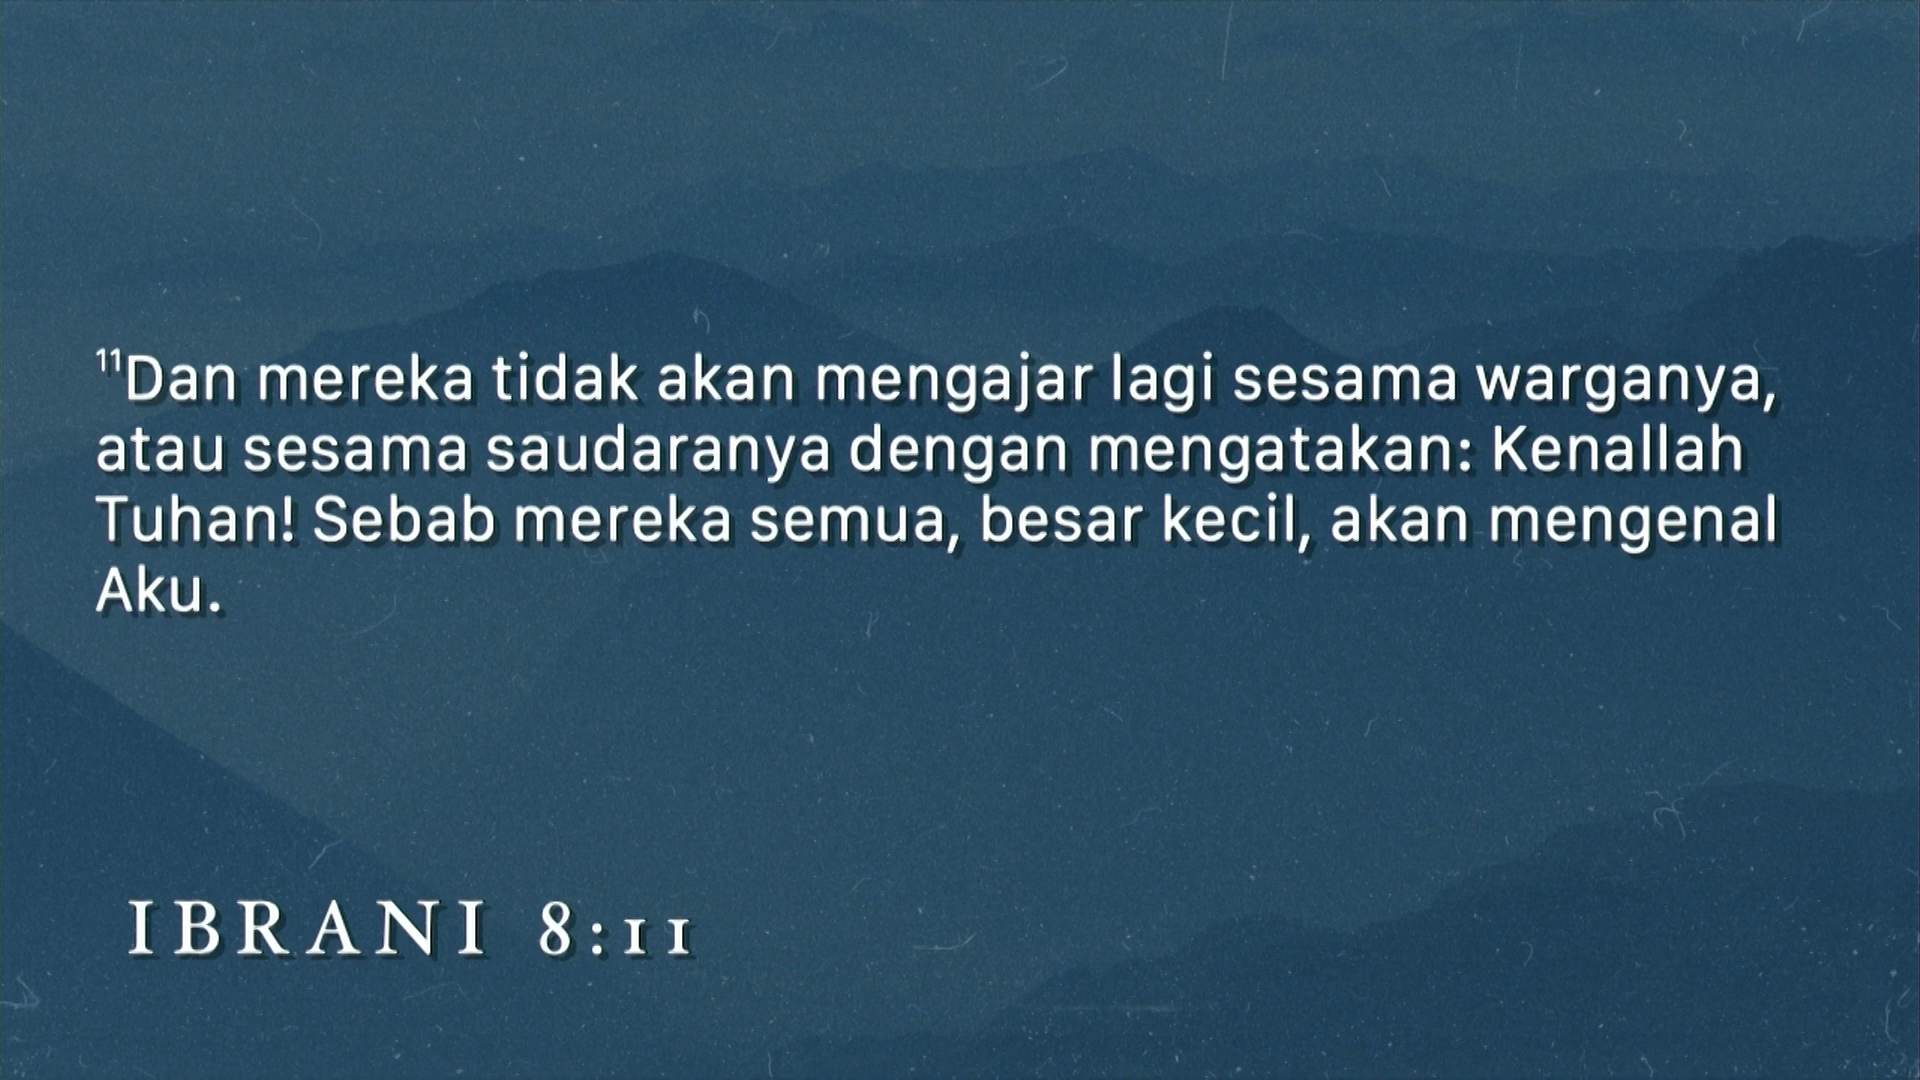 ¹¹Dan mereka tidak akan mengajar lagi sesama warganya,
atau sesama saudaranya dengan mengatakan: Kenallah
Tuhan! Sebab mereka semua, besar kecil, akan mengenal
Aku.
IBRANI 8:11